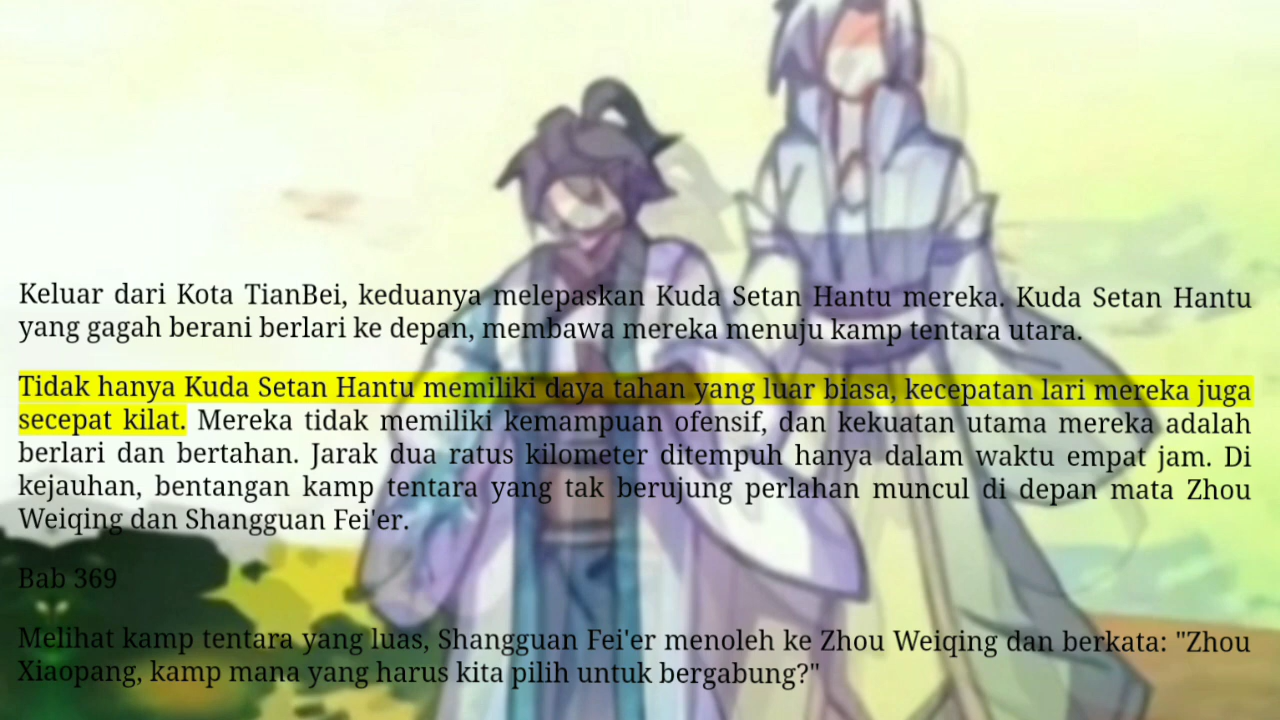 Keluar dari Kota TianBei, keduanya melepaskan Kuda Setan Hantu mereka. Kuda Setan Hantu
yang gagah berani berlari ke depan, membawa mereka menuju kamp tentara utara.
Tidak hanya Kuda Setan Hantu memiliki daya tahan yang luar biasa, kecepatan lari mereka juga
secepat kilat. Mereka tidak memiliki kemampuan ofensif, dan kekuatan utama mereka adalah
berlari dan bertahan. Jarak dua ratus kilometer ditempuh hanya dalam waktu empat jam. Di
kejauhan, bentangan kamp tentara yang tak berujung perlahan muncul di depan mata Zhou
Weiqing dan Shangguan Fei'er.
Bab 369
Melihat kamp tentara yang luas, Shangguan Fei'er menoleh ke Zhou Weiqing dan berkata: "Zhou
Xiaopang, kamp mana yang harus kita pilih untuk bergabung?"